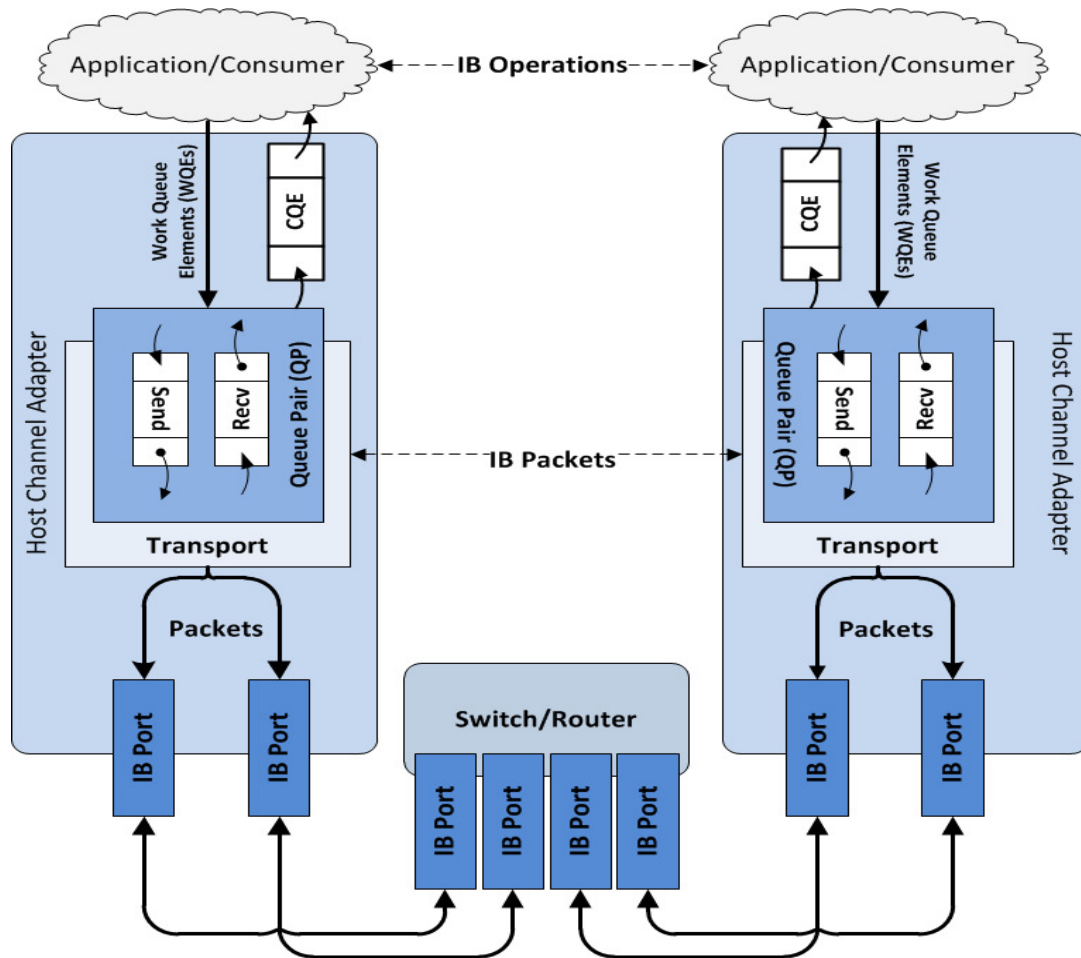 Application/Consumer
IB Operations
Application/Consumer
Work Queue
Elements (WQEs)
CQE
CQE
Work Queue
Elements (WQEs)
Host Channel Adapter
Send
Recv
Queue Pair (QP)
IB Packets
Queue Pair (QP)
Send
Recv
Host Channel Adapter
Transport
Transport
Packets
Packets
IB Port
IB Port
Switch/Router
IB Port
IB Port
IB Port
IB Port
IB Port
IB Port